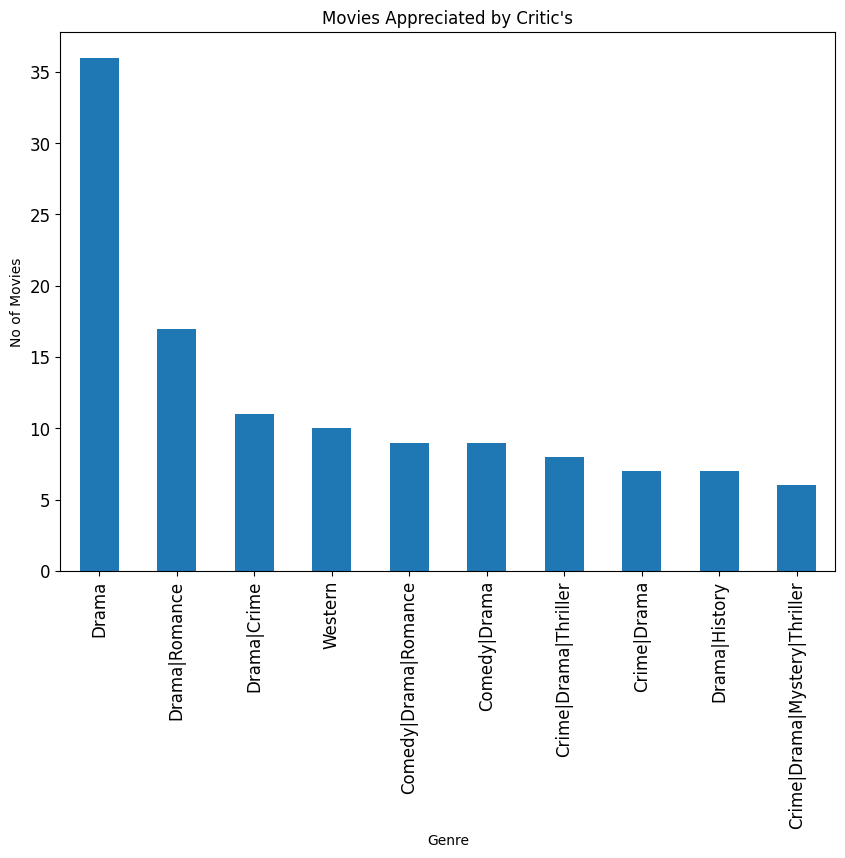 Movies Appreciated by Critic's
No of Movies
35
30
25
20
15
10
5
0
Drama
Drama|Romance
Drama|Crime
Western
Comedy|Drama|Romance
Comedy|Drama
Crime|Drama|Thriller
Crime|Drama
Drama|History
Crime|Drama|Mystery|Thriller
Genre